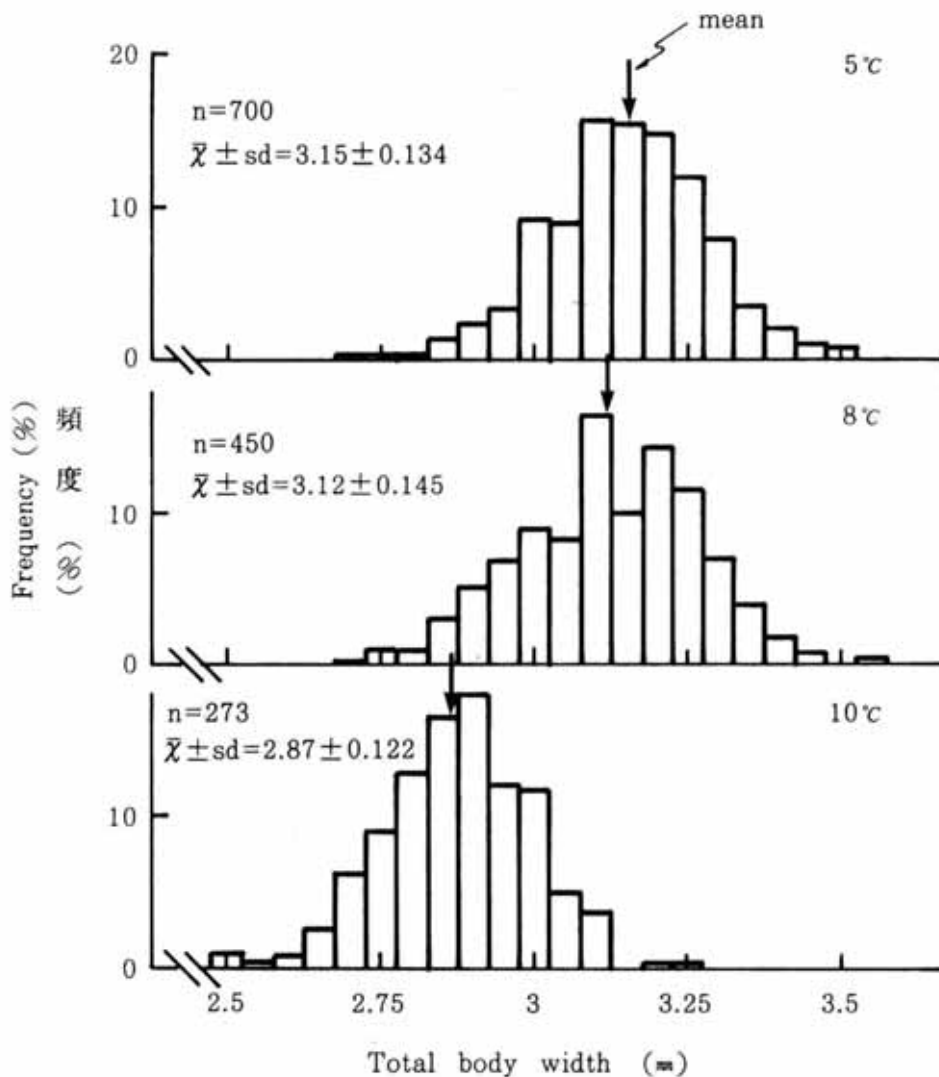 mean
20
5℃
n=700
χ̄ ± sd=3.15±0.134
10
0
8℃
n=450
χ̄ ± sd=3.12±0.145
10
0
10℃
n=273
χ̄ ± sd=2.87±0.122
10
0
2.5 2.75 3 3.25 3.5
Total body width (㎜)
Frequency (%)
頻度 (%)